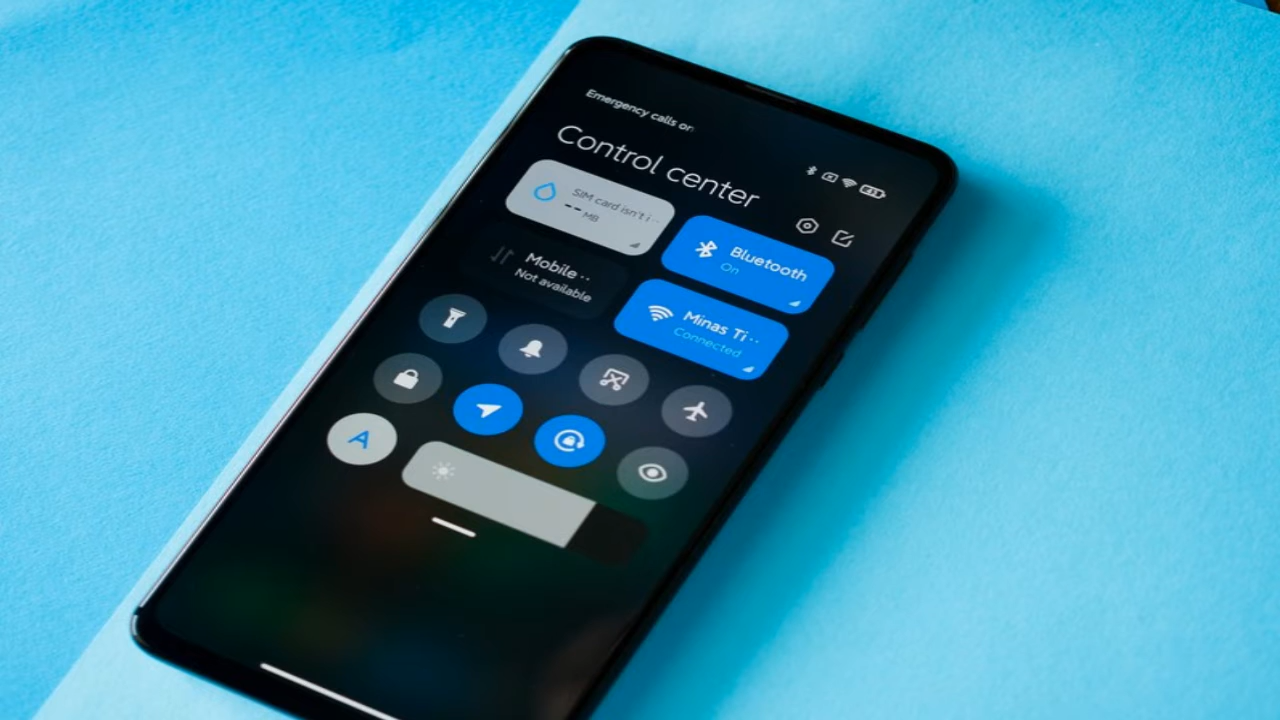 Emergency calls on
Control center
SIM card isn't i··
-- MB
Bluetooth
On
Mobile ··
Not available
Minas Ti··
Connected
A